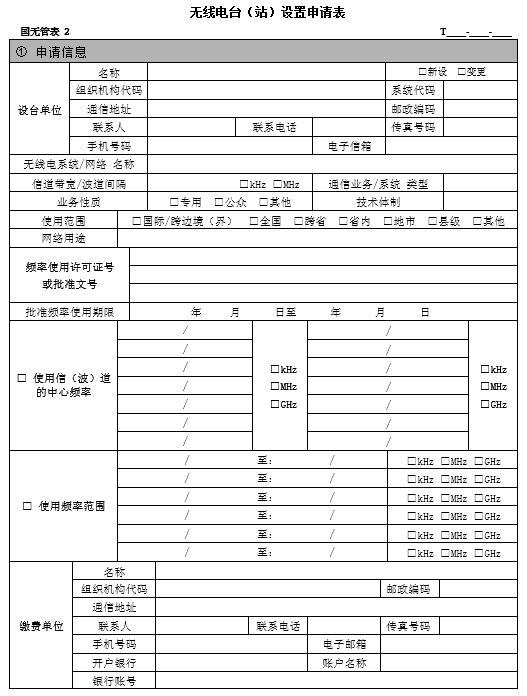 无线电台（站）设置申请表
国无管表 2 T____-____-____
① 申请信息
设台单位
名称 □新设 □变更
组织机构代码 系统代码
通信地址 邮政编码
联系人 联系电话 传真号码
手机号码 电子信箱
无线电系统/网络 名称
信道带宽/波道间隔 □kHz □MHz 通信业务/系统 类型
业务性质 □专用 □公众 □其他 技术体制
使用范围 □国际/跨边境（界） □全国 □跨省 □省内 □地市 □县级 □其他
网络用途
频率使用许可证号
或批准文号
批准频率使用期限 年 月 日至 年 月 日
□ 使用信（波）道
的中心频率
/ /
/ /
/ □kHz / □kHz
/ □MHz / □MHz
/ □GHz / □GHz
/ /
/ /
□ 使用频率范围
/ 至： / □kHz □MHz □GHz
/ 至： / □kHz □MHz □GHz
/ 至： / □kHz □MHz □GHz
/ 至： / □kHz □MHz □GHz
/ 至： / □kHz □MHz □GHz
/ 至： / □kHz □MHz □GHz
缴费单位
名称
组织机构代码 邮政编码
通信地址
联系人 联系电话 传真号码
手机号码 电子邮箱
开户银行 账户名称
银行账号